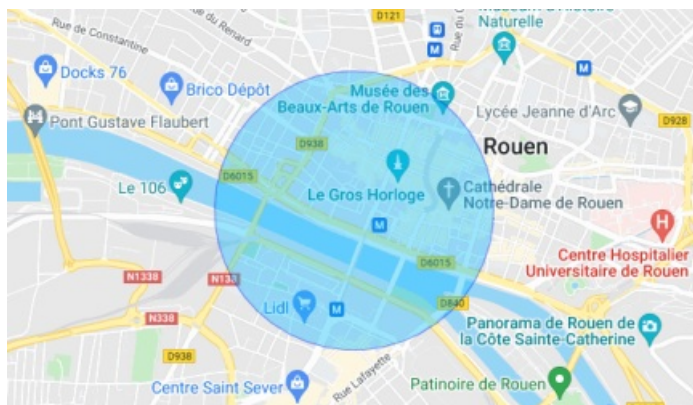 D121
Rue du Renard
Rue de Constantine
Naturelle
Rue du
M
M
Docks 76
Brico Dépôt
Musée des
Beaux-Arts de Rouen
Lycée Jeanne d'Arc
D928
Pont Gustave Flaubert
D938
Rouen
Le 106
D6015
Le Gros Horloge
Cathédrale
Notre-Dame de Rouen
M
H
Centre Hospitalier
Universitaire de Rouen
D6015
N1338
D840
Lidl
M
N338
Panorama de Rouen de
la Côte Sainte-Catherine
D938
Centre Saint Sever
Rue Lafayette
Patinoire de Rouen